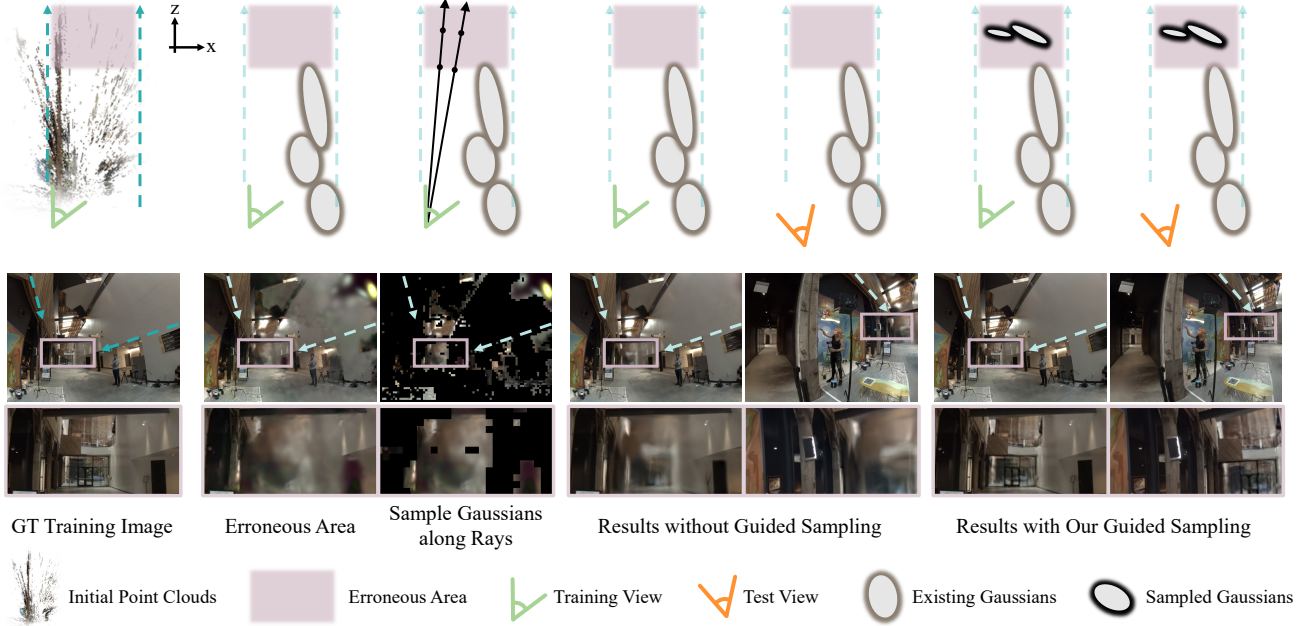 z
x
GT Training Image
Erroneous Area
Sample Gaussians
along Rays
Results without Guided Sampling
Results with Our Guided Sampling
Initial Point Clouds
Erroneous Area
Training View
Test View
Existing Gaussians
Sampled Gaussians